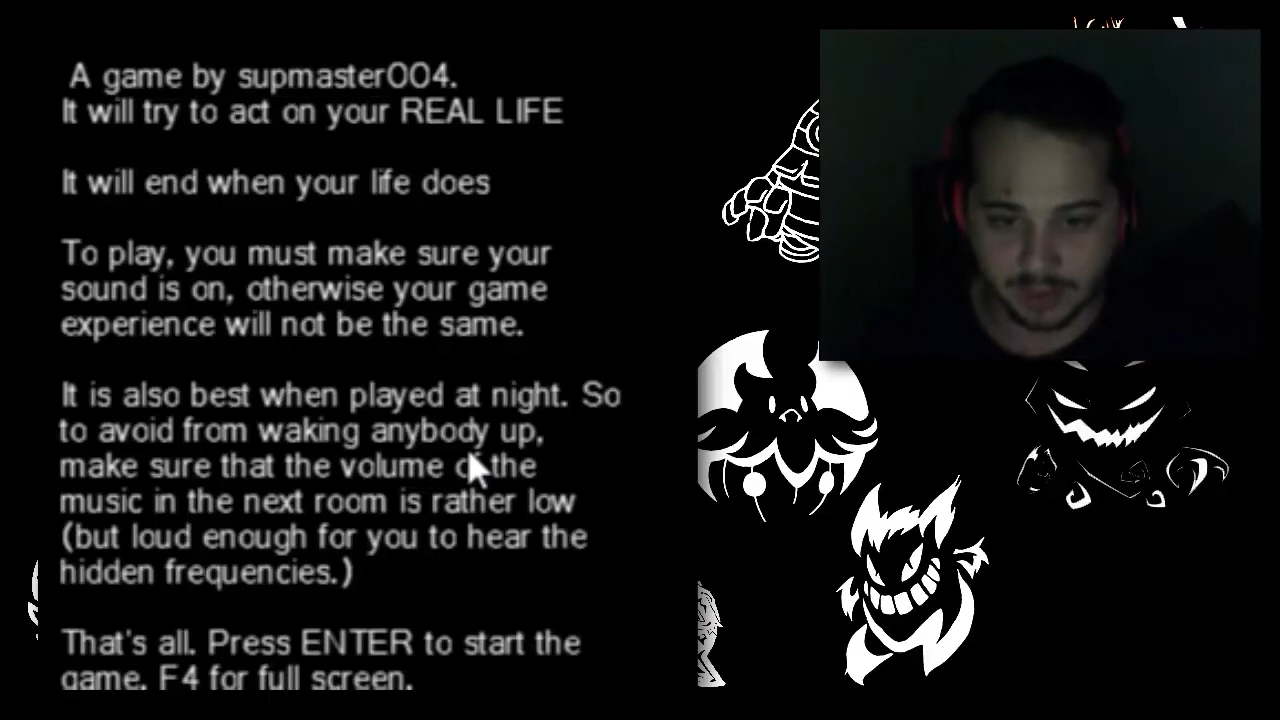 A game by supmaster004.
It will try to act on your REAL LIFE
It will end when your life does
To play, you must make sure your
sound is on, otherwise your game
experience will not be the same.
It is also best when played at night. So
to avoid from waking anybody up,
make sure that the volume of the
music in the next room is rather low
(but loud enough for you to hear the
hidden frequencies.)
That's all. Press ENTER to start the
game. F4 for full screen.